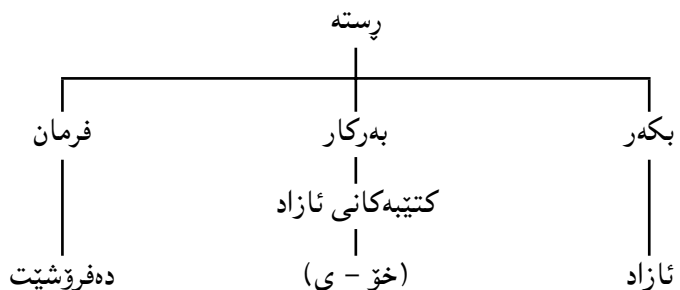 ڕستە
بکەر بەرکار فرمان
کتێبەکانی ئازاد
ئازاد (خۆ - ی) دەفرۆشێت